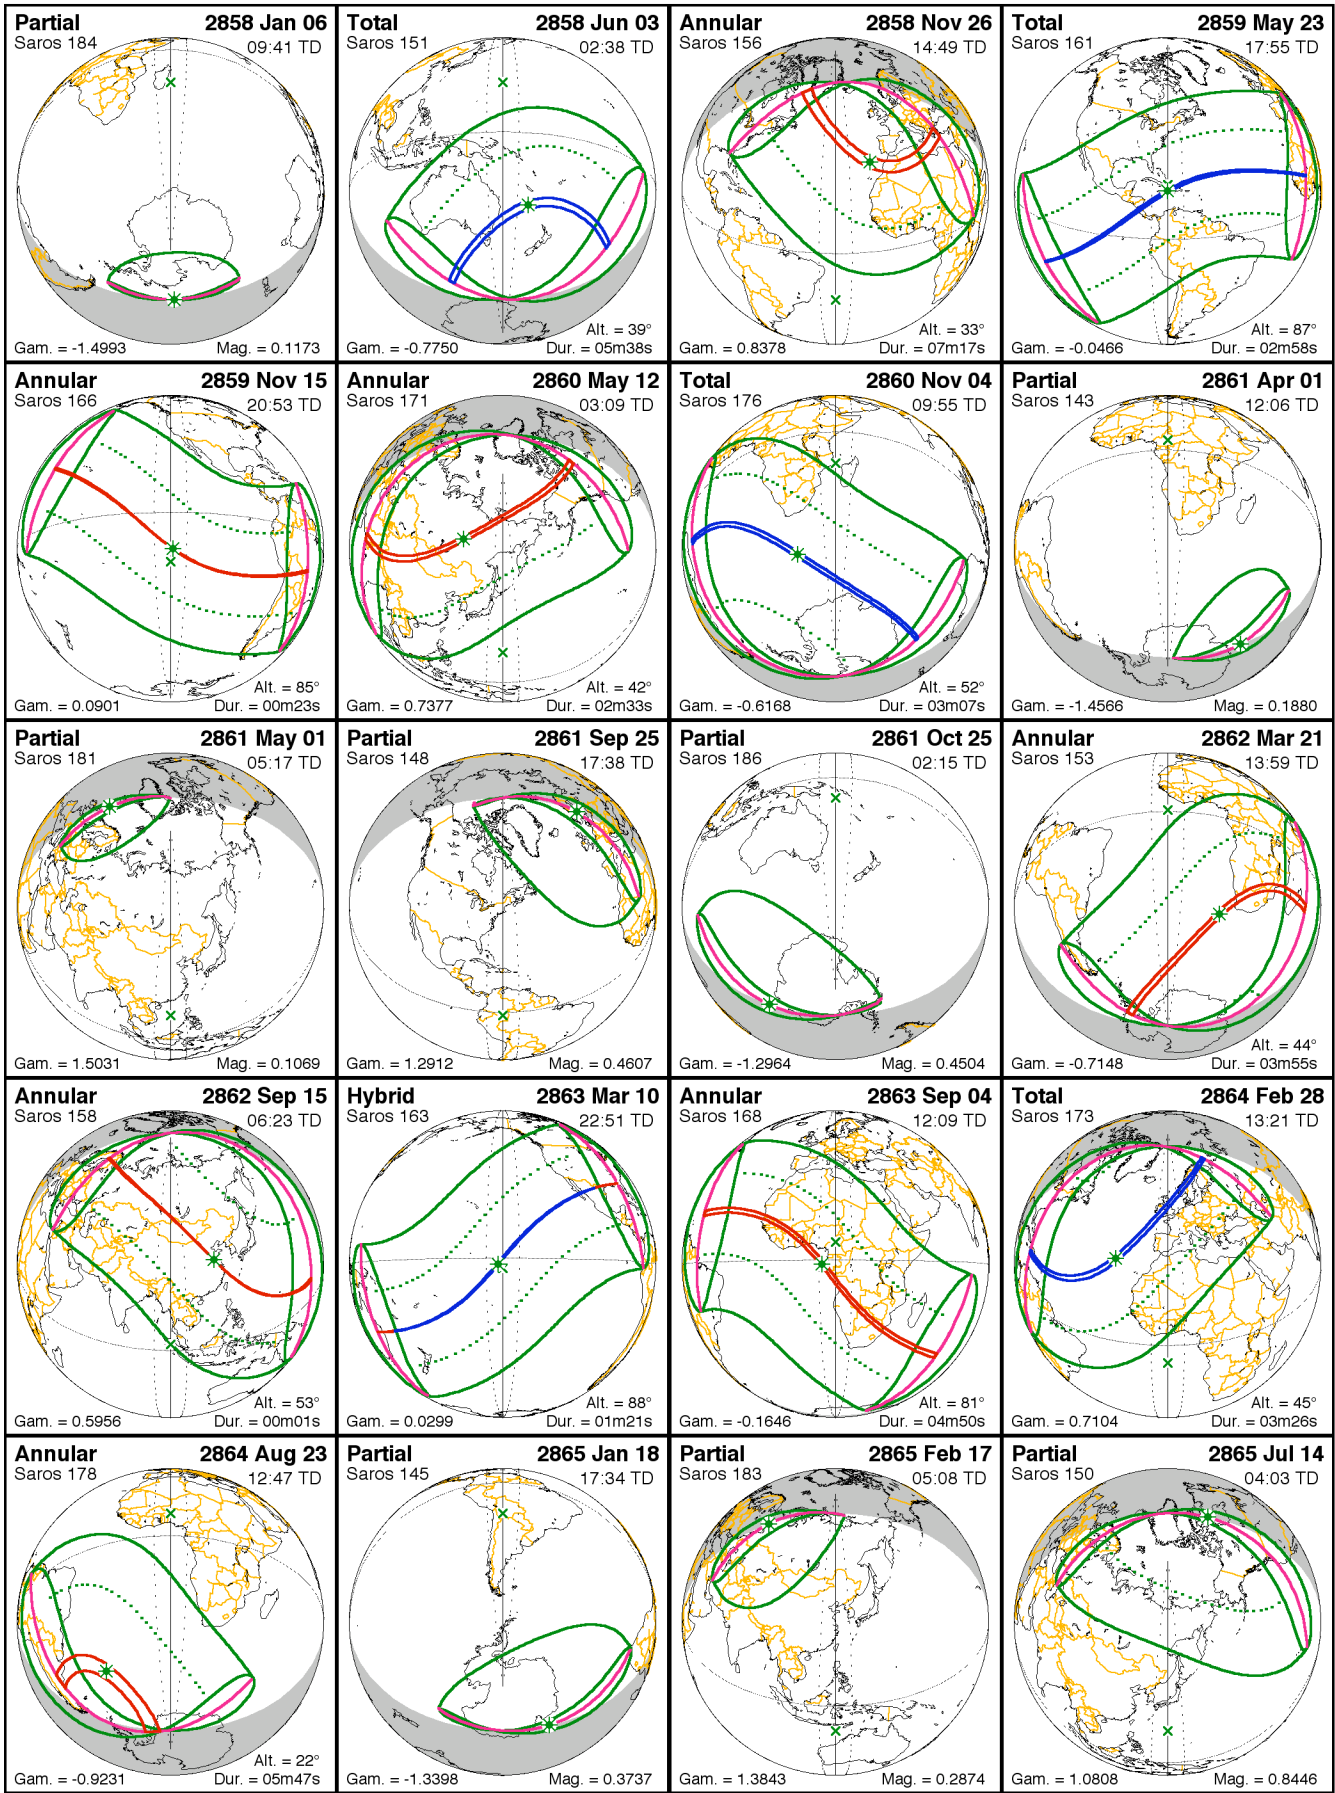 Partial 2858 Jan 06
Saros 184 09:41 TD
Gam. = -1.4993 Mag. = 0.1173
Total 2858 Jun 03
Saros 151 02:38 TD
Alt. = 39°
Gam. = -0.7750 Dur. = 05m38s
Annular 2858 Nov 26
Saros 156 14:49 TD
Alt. = 33°
Gam. = 0.8378 Dur. = 07m17s
Total 2859 May 23
Saros 161 17:55 TD
Alt. = 87°
Gam. = -0.0466 Dur. = 02m58s
Annular 2859 Nov 15
Saros 166 20:53 TD
Alt. = 85°
Gam. = 0.0901 Dur. = 00m23s
Annular 2860 May 12
Saros 171 03:09 TD
Alt. = 42°
Gam. = 0.7377 Dur. = 02m33s
Total 2860 Nov 04
Saros 176 09:55 TD
Alt. = 52°
Gam. = -0.6168 Dur. = 03m07s
Partial 2861 Apr 01
Saros 143 12:06 TD
Gam. = -1.4566 Mag. = 0.1880
Partial 2861 May 01
Saros 181 05:17 TD
Gam. = 1.5031 Mag. = 0.1069
Partial 2861 Sep 25
Saros 148 17:38 TD
Gam. = 1.2912 Mag. = 0.4607
Partial 2861 Oct 25
Saros 186 02:15 TD
Gam. = -1.2964 Mag. = 0.4504
Annular 2862 Mar 21
Saros 153 13:59 TD
Alt. = 44°
Gam. = -0.7148 Dur. = 03m55s
Annular 2862 Sep 15
Saros 158 06:23 TD
Alt. = 53°
Gam. = 0.5956 Dur. = 00m01s
Hybrid 2863 Mar 10
Saros 163 22:51 TD
Alt. = 88°
Gam. = 0.0299 Dur. = 01m21s
Annular 2863 Sep 04
Saros 168 12:09 TD
Alt. = 81°
Gam. = -0.1646 Dur. = 04m50s
Total 2864 Feb 28
Saros 173 13:21 TD
Alt. = 45°
Gam. = 0.7104 Dur. = 03m26s
Annular 2864 Aug 23
Saros 178 12:47 TD
Alt. = 22°
Gam. = -0.9231 Dur. = 05m47s
Partial 2865 Jan 18
Saros 145 17:34 TD
Gam. = -1.3398 Mag. = 0.3737
Partial 2865 Feb 17
Saros 183 05:08 TD
Gam. = 1.3843 Mag. = 0.2874
Partial 2865 Jul 14
Saros 150 04:03 TD
Gam. = 1.0808 Mag. = 0.8446